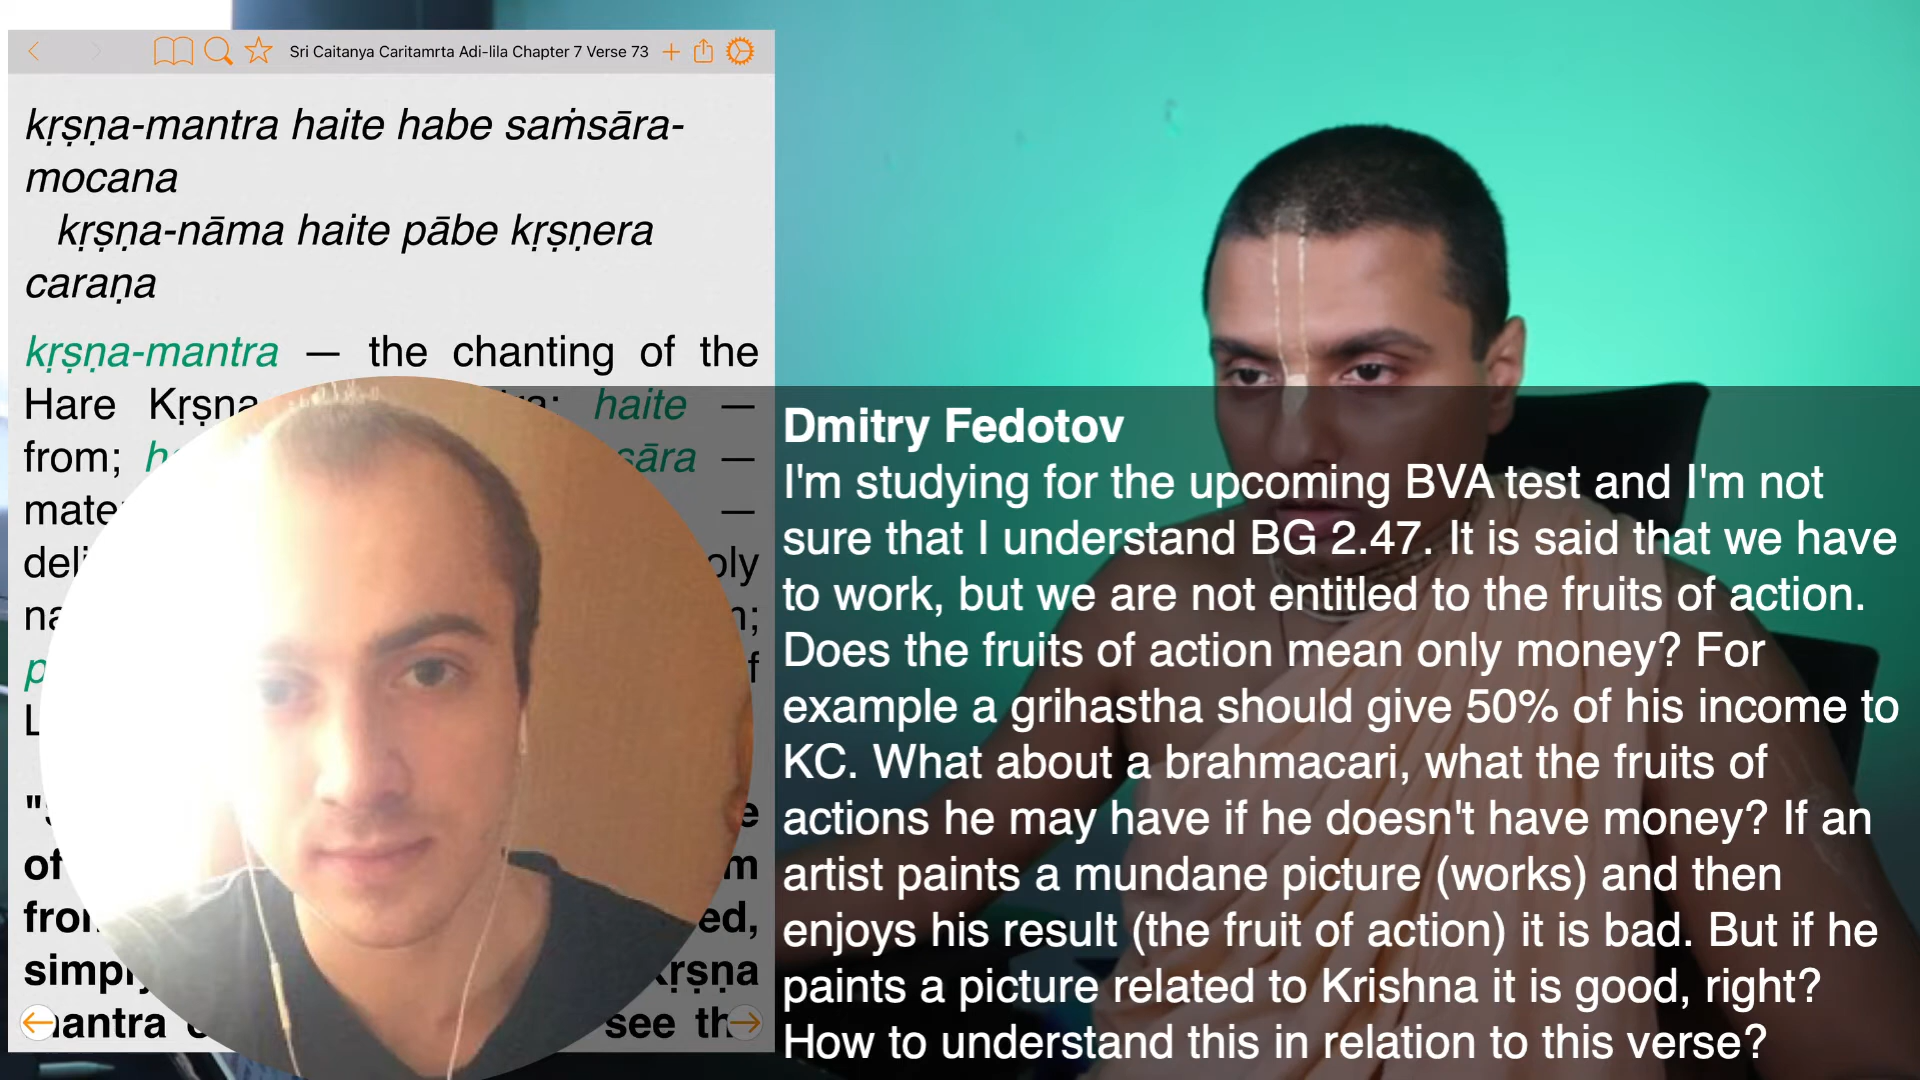 Sri Caitanya Caritamrta Adi-lila Chapter 7 Verse 73
kṛṣṇa-mantra haite habe saṁsāra-
mocana
kṛṣṇa-nāma haite pābe kṛṣṇera
caraṇa
kṛṣṇa-mantra — the chanting of the
Hare Kṛṣṇa haite —
from; —
—
of
simply Kṛṣṇa
see
Dmitry Fedotov
I'm studying for the upcoming BVA test and I'm not
sure that I understand BG 2.47. It is said that we have
to work, but we are not entitled to the fruits of action.
Does the fruits of action mean only money? For
example a grihastha should give 50% of his income to
KC. What about a brahmacari, what the fruits of
actions he may have if he doesn't have money? If an
artist paints a mundane picture (works) and then
enjoys his result (the fruit of action) it is bad. But if he
paints a picture related to Krishna it is good, right?
How to understand this in relation to this verse?